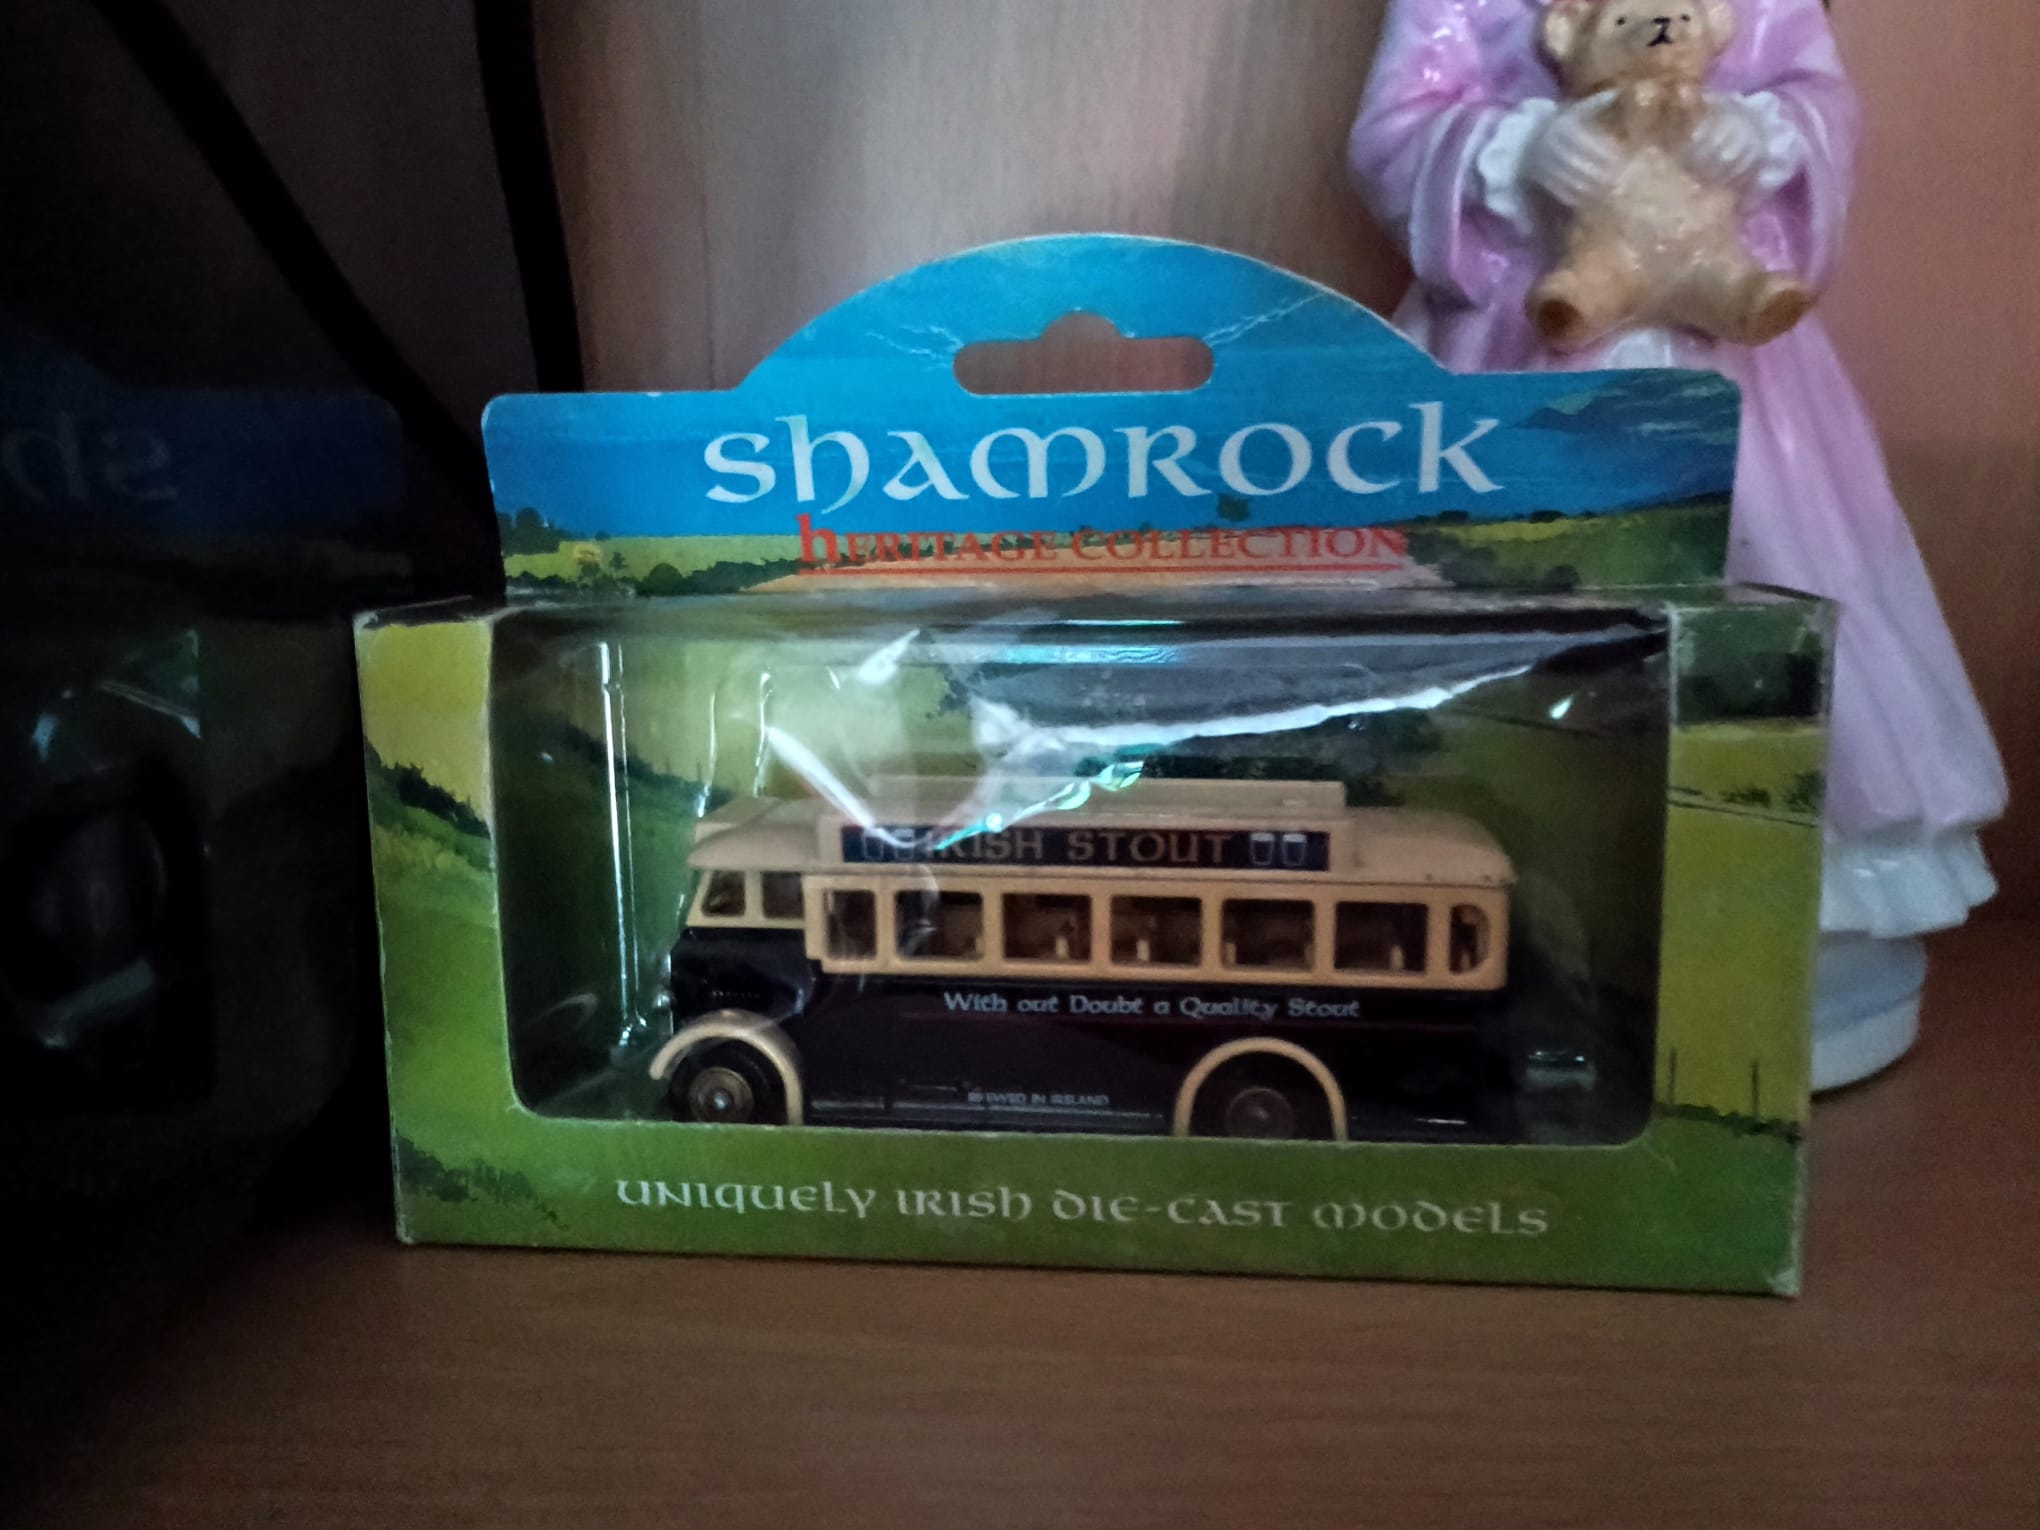 shamrock
heritage collection
IRISH STOUT
With out Doubt a Quality Stout
BREWED IN IRELAND
uniquely irish die-cast models